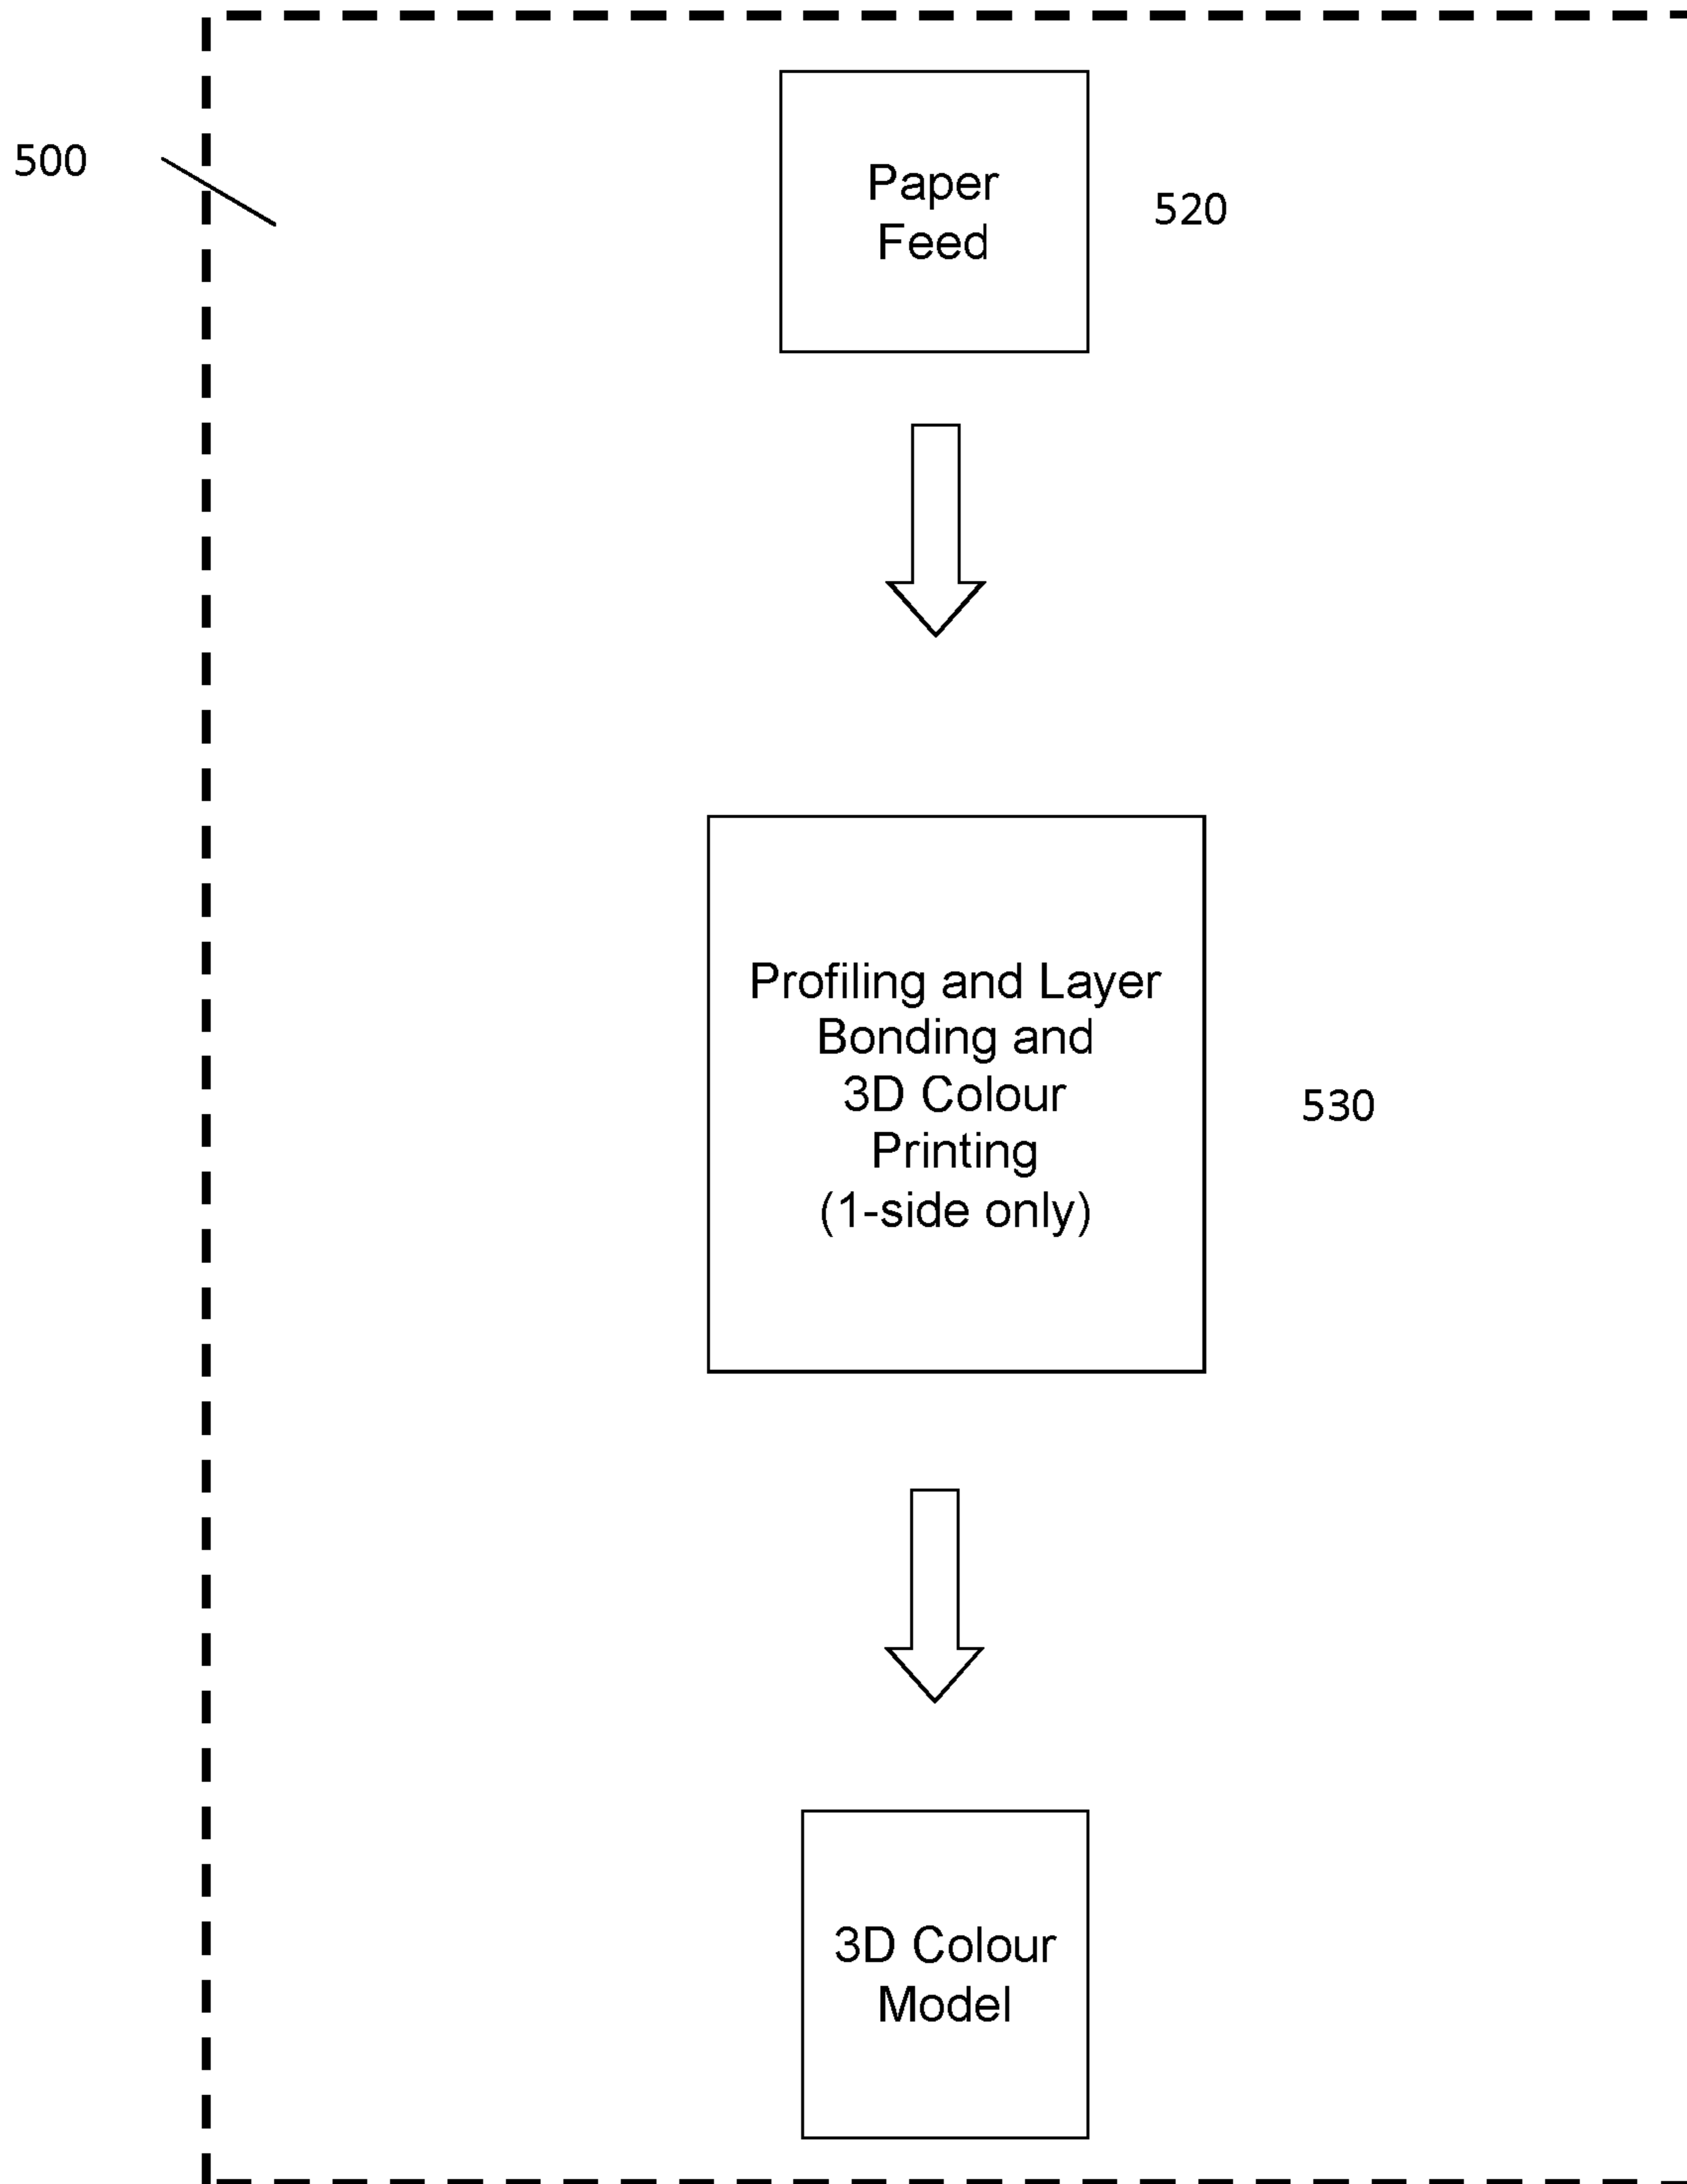 500
Paper
Feed
520
Profiling and Layer
Bonding and
3D Colour
Printing
(1-side only)
530
3D Colour
Model